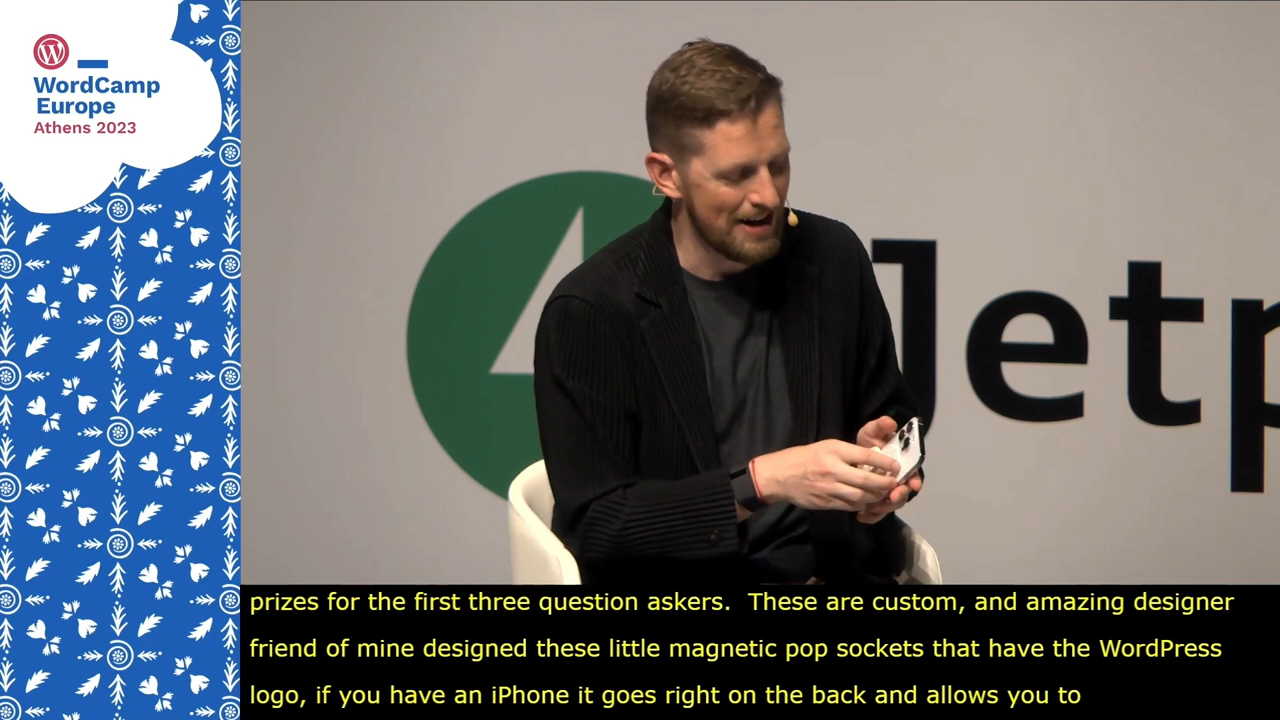 WordCamp
Europe
Athens 2023
Jetp
prizes for the first three question askers.  These are custom, and amazing designer
friend of mine designed these little magnetic pop sockets that have the WordPress
logo, if you have an iPhone it goes right on the back and allows you to